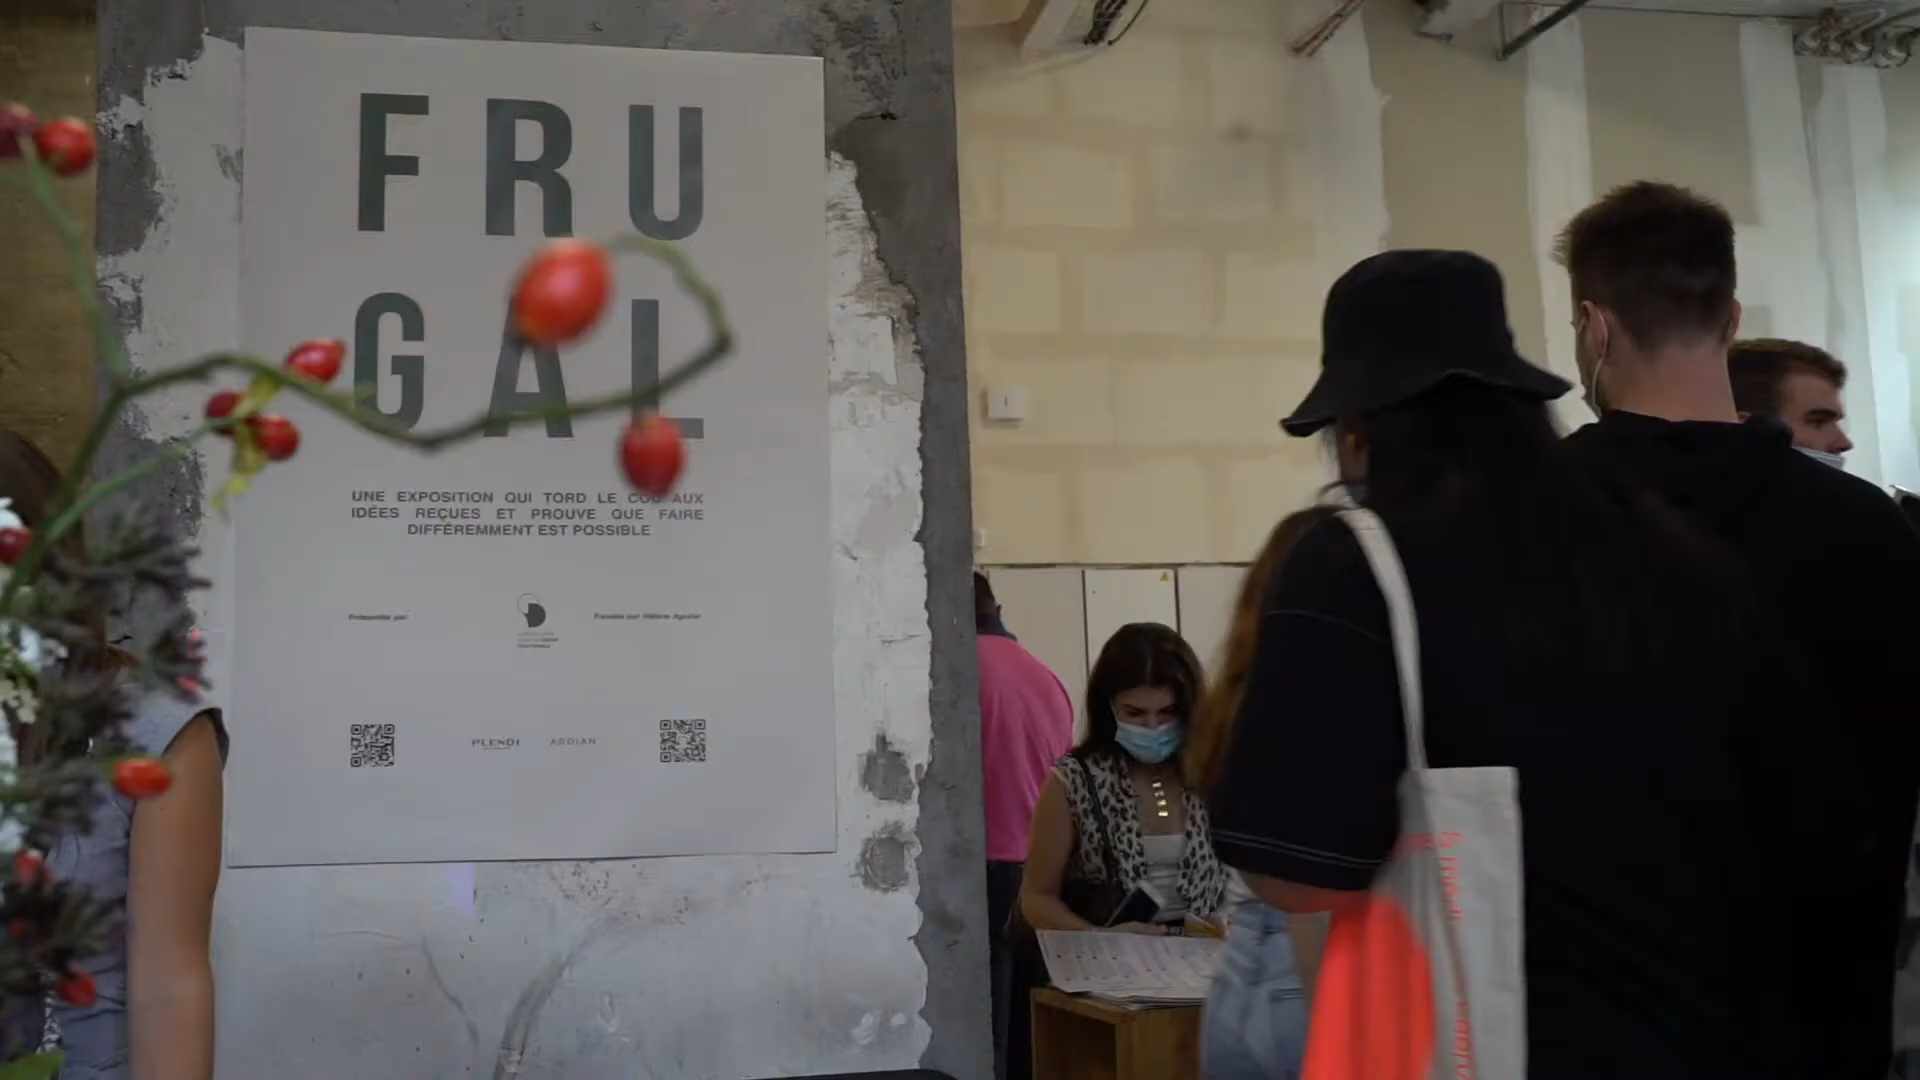 FRU
GAL
UNE EXPOSITION QUI TORD LE COU AUX
IDÉES REÇUES ET PROUVE QUE FAIRE
DIFFÉREMMENT EST POSSIBLE
Présentée par
PLENDI ARDIAN